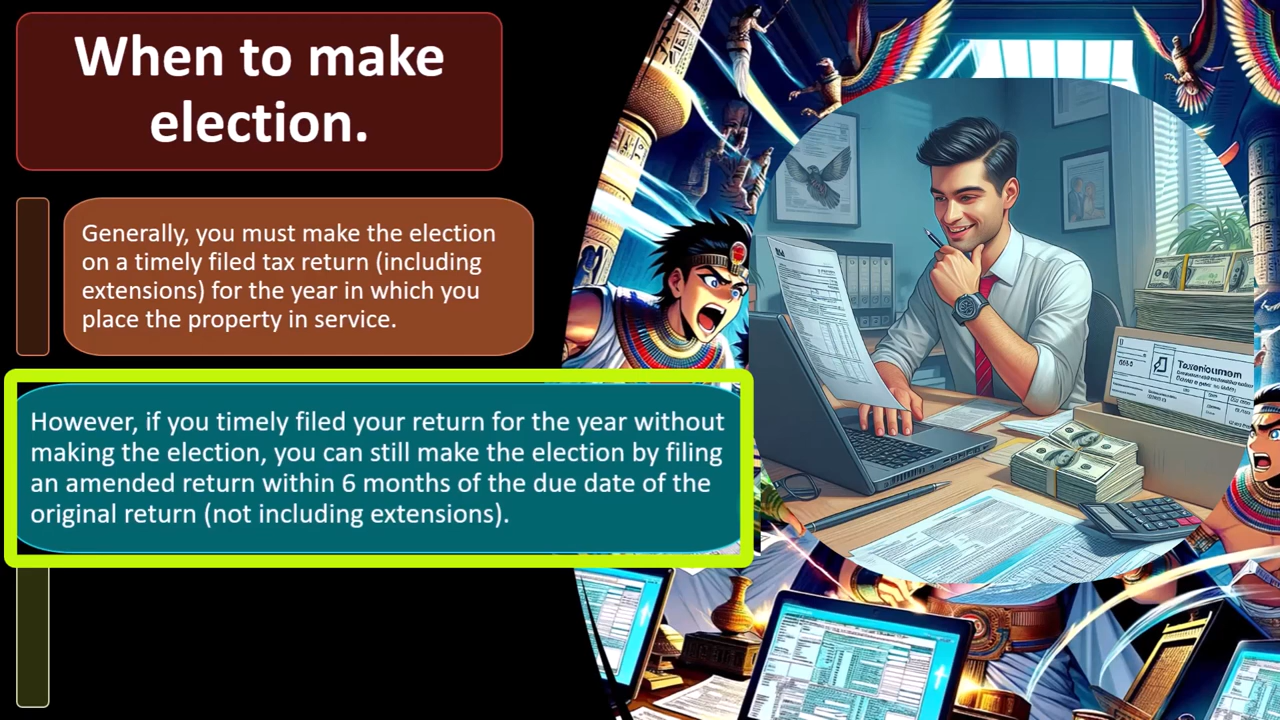 When to make
election.
Generally, you must make the election
on a timely filed tax return (including
extensions) for the year in which you
place the property in service.
However, if you timely filed your return for the year without
making the election, you can still make the election by filing
an amended return within 6 months of the due date of the
original return (not including extensions).